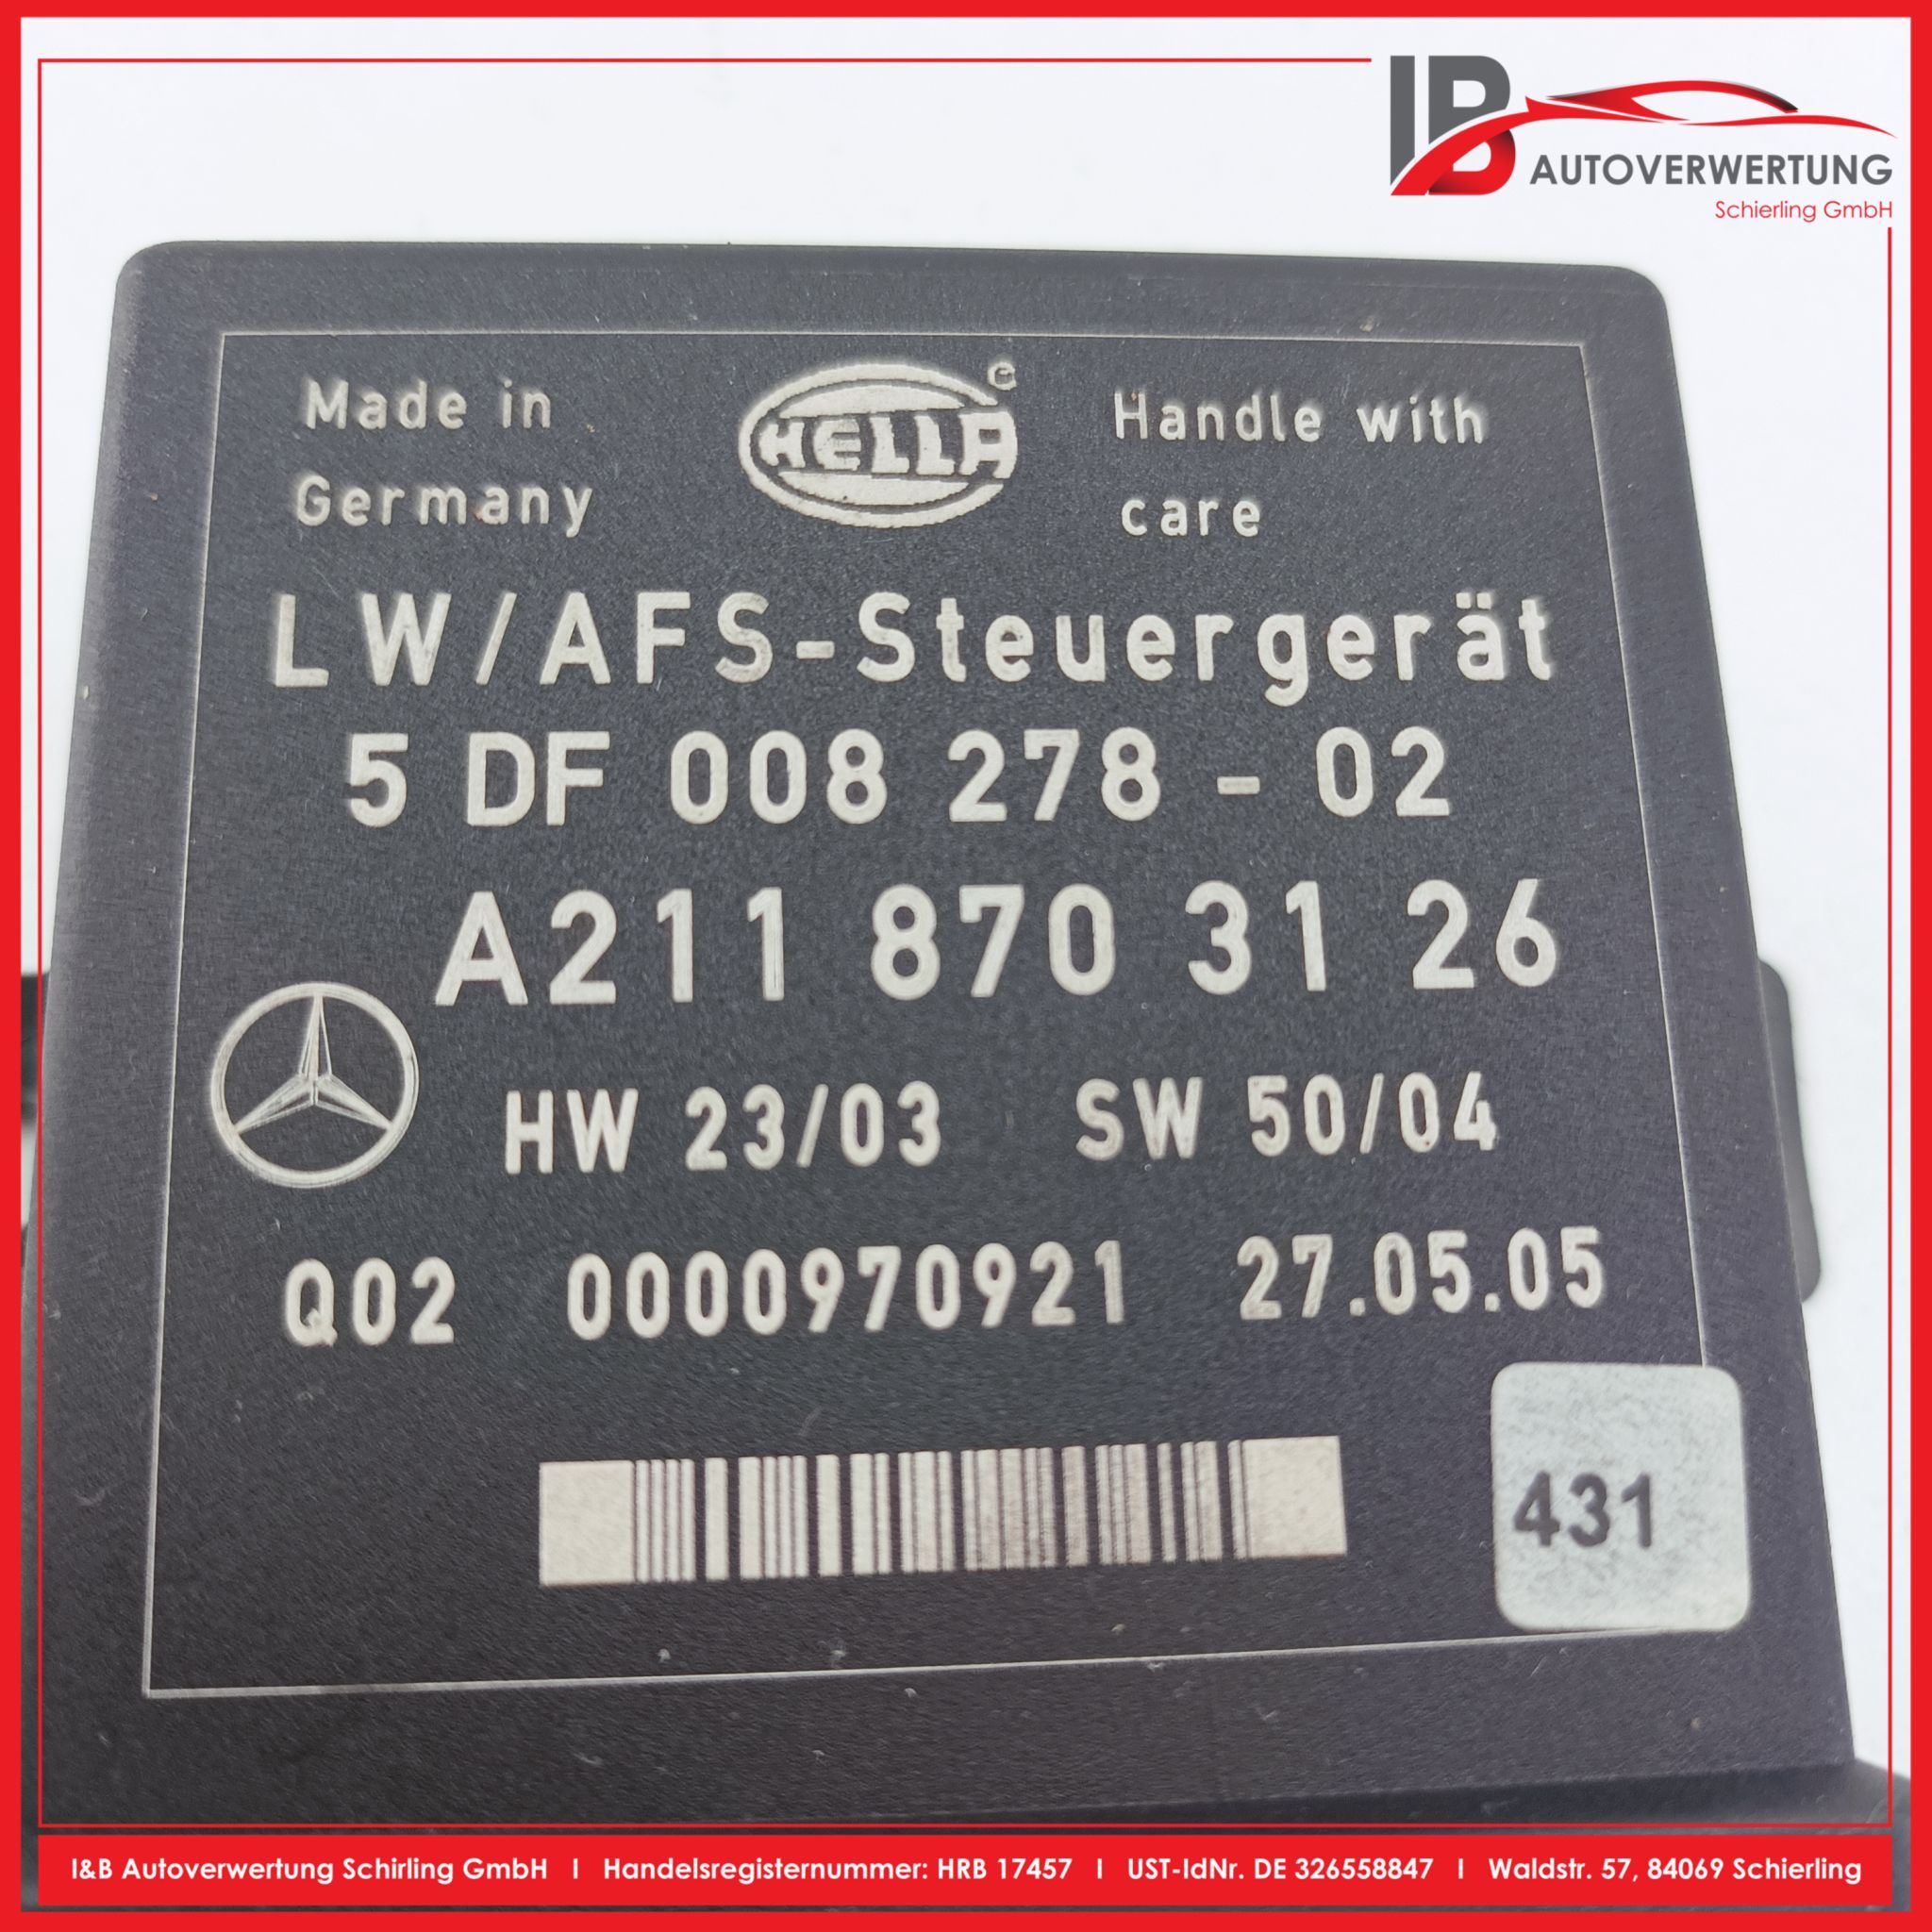 IB
AUTOVERWERTUNG
Schierling GmbH
Made in
Germany
HELLA
Handle with
care
LW/AFS-Steuergerät
5 DF 008 278 - 02
A211 870 31 26
HW 23/03 SW 50/04
Q02 0000970921 27.05.05
431
I&B Autoverwertung Schirling GmbH I Handelsregisternummer: HRB 17457 I UST-IdNr. DE 326558847 I Waldstr. 57, 84069 Schierling